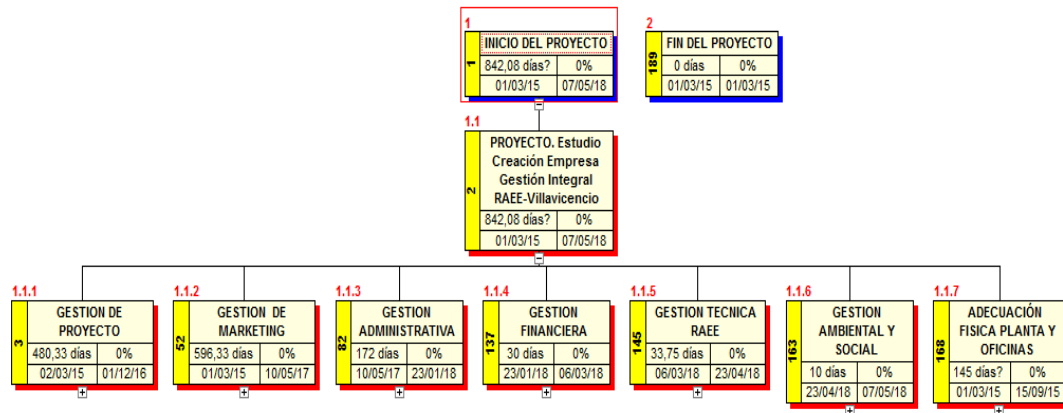 1
INICIO DEL PROYECTO
1
842,08 días? 0%
01/03/15 07/05/18
2
FIN DEL PROYECTO
189
0 días 0%
01/03/15 01/03/15
1.1
PROYECTO. Estudio
Creación Empresa
Gestión Integral
RAEE-Villavicencio
2
842,08 días? 0%
01/03/15 07/05/18
1.1.1
GESTION DE
PROYECTO
3
480,33 días 0%
02/03/15 01/12/16
1.1.2
GESTION DE
MARKETING
52
596,33 días 0%
01/03/15 10/05/17
1.1.3
GESTION
ADMINISTRATIVA
82
172 días 0%
10/05/17 23/01/18
1.1.4
GESTION
FINANCIERA
137
30 días 0%
23/01/18 06/03/18
1.1.5
GESTION TECNICA
RAEE
145
33,75 días 0%
06/03/18 23/04/18
1.1.6
GESTION
AMBIENTAL Y
SOCIAL
163
10 días 0%
23/04/18 07/05/18
1.1.7
ADECUACIÓN
FISICA PLANTA Y
OFICINAS
168
145 días? 0%
01/03/15 15/09/15